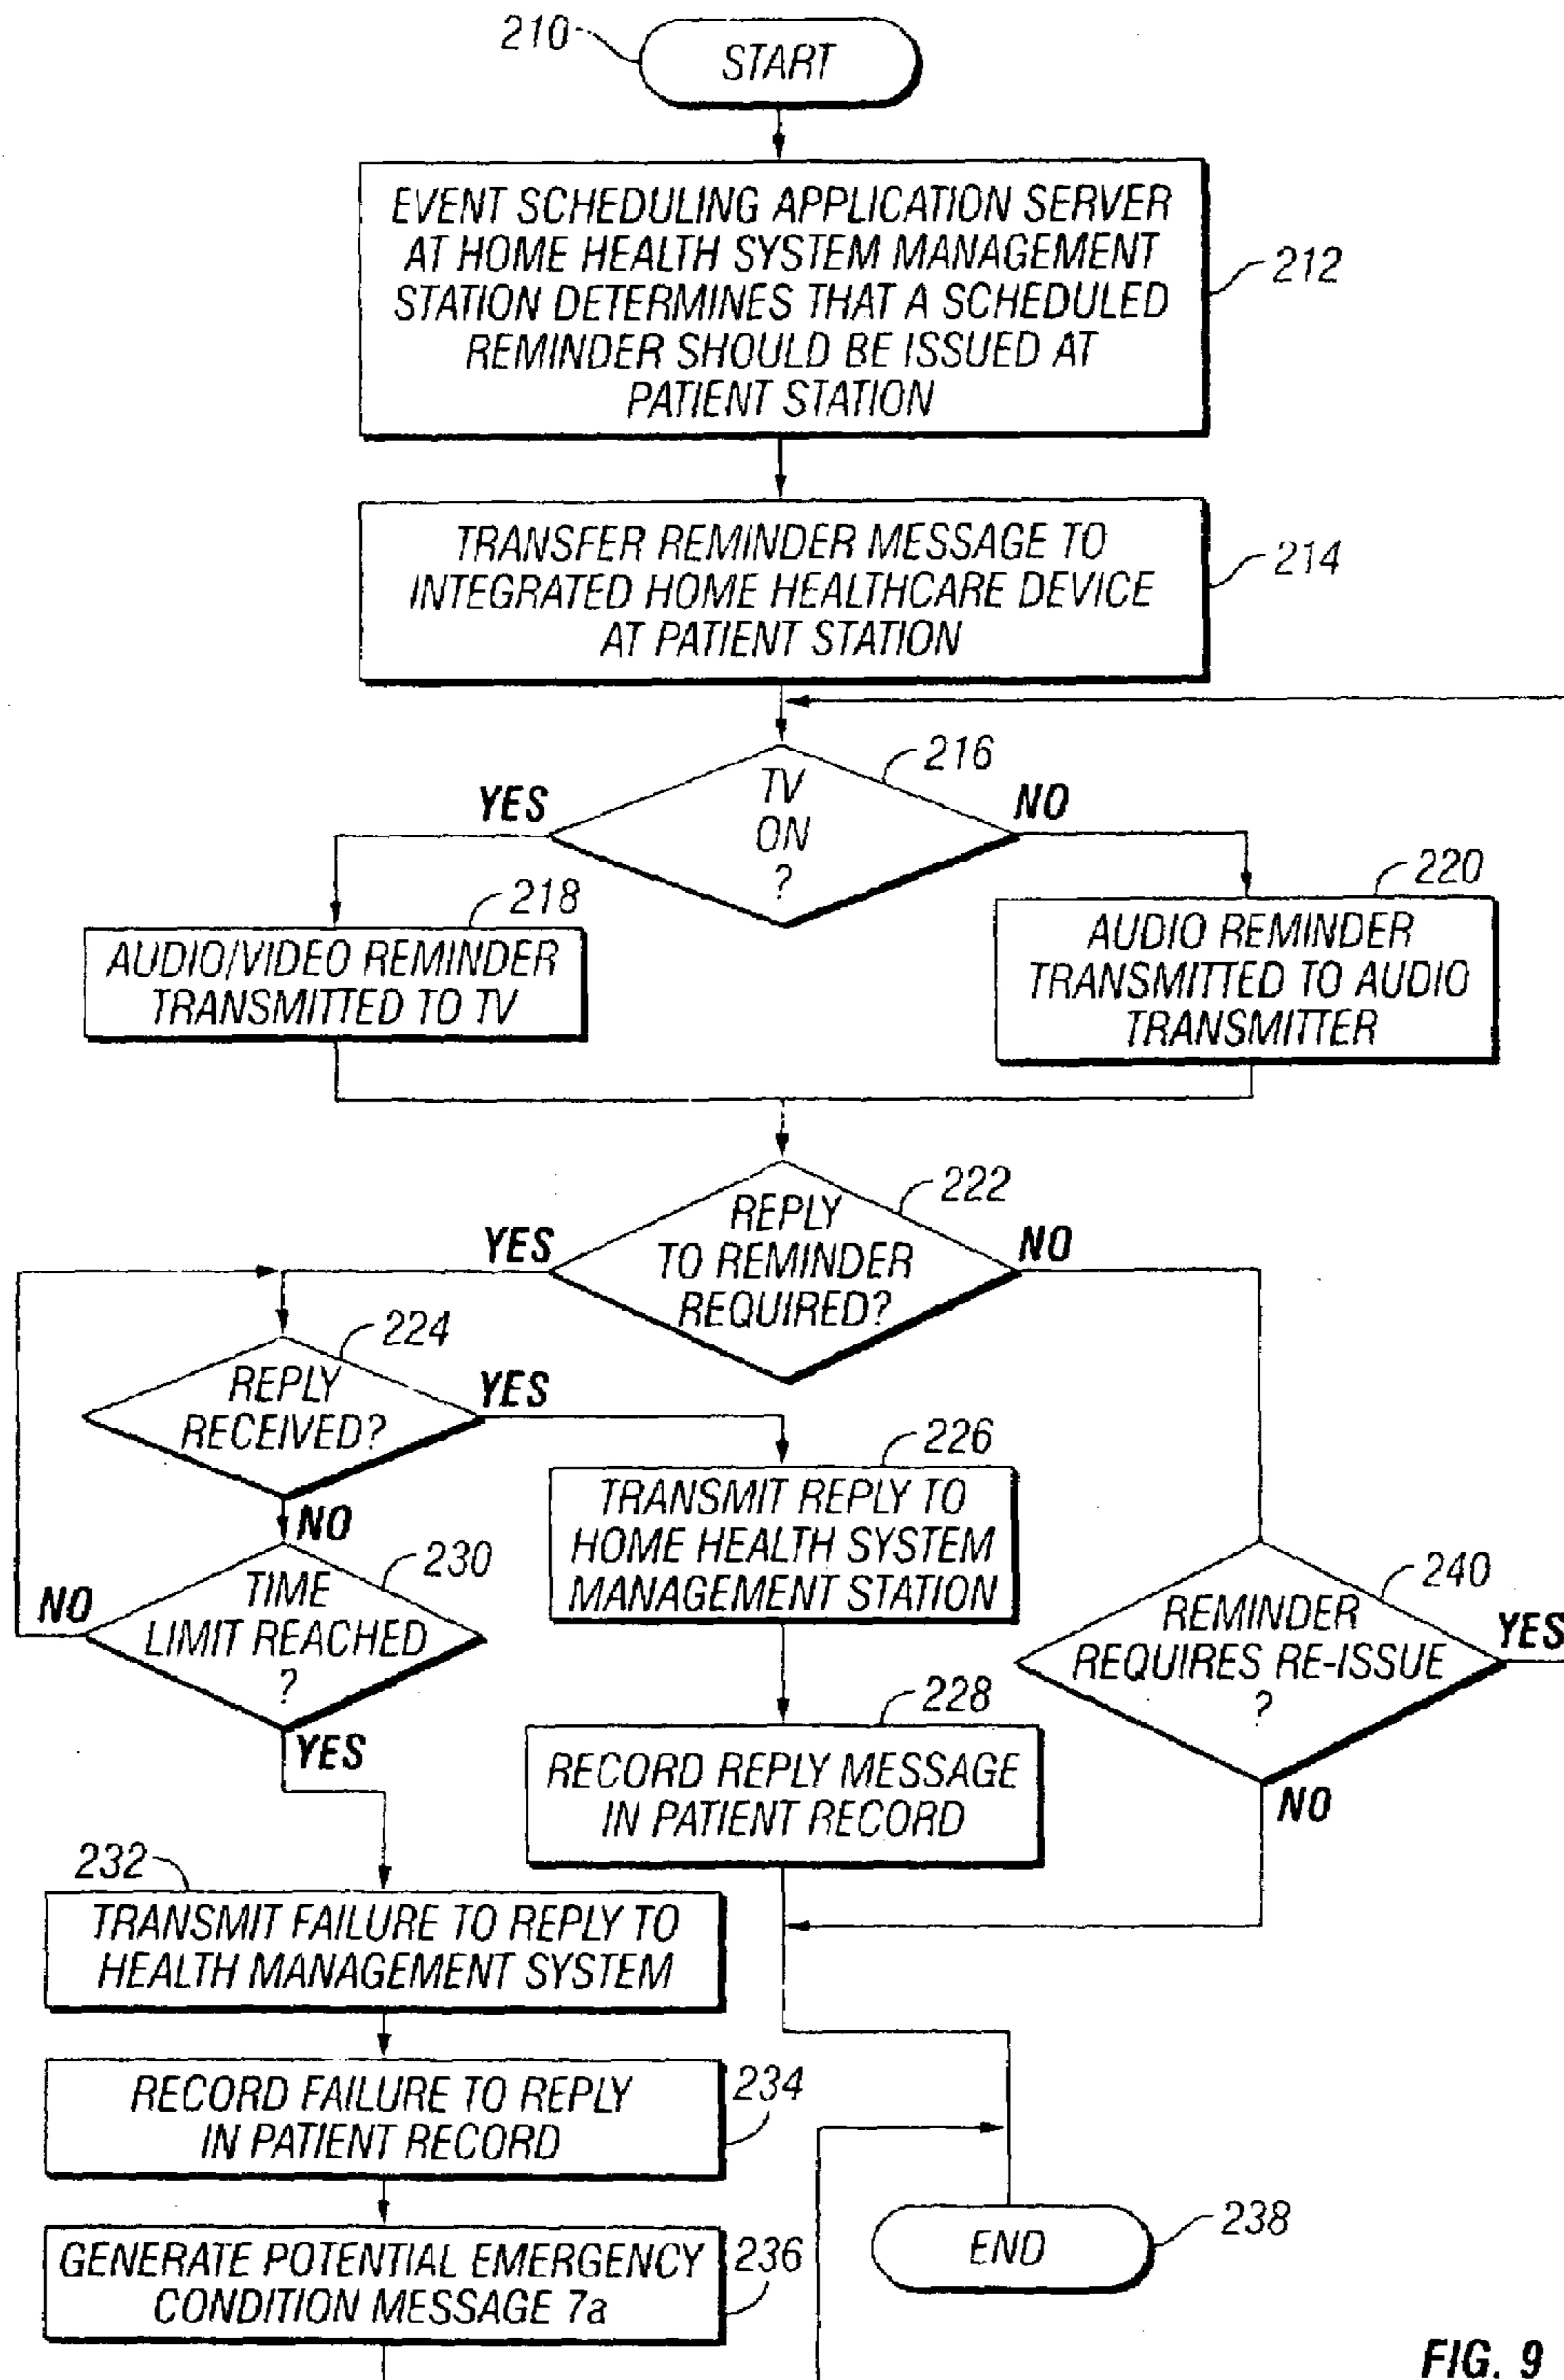 210
START
EVENT SCHEDULING APPLICATION SERVER
AT HOME HEALTH SYSTEM MANAGEMENT
STATION DETERMINES THAT A SCHEDULED
REMINDER SHOULD BE ISSUED AT
PATIENT STATION
212
TRANSFER REMINDER MESSAGE TO
INTEGRATED HOME HEALTHCARE DEVICE
AT PATIENT STATION
214
216
TV
ON
?
YES
NO
218
AUDIO/VIDEO REMINDER
TRANSMITTED TO TV
220
AUDIO REMINDER
TRANSMITTED TO AUDIO
TRANSMITTER
222
REPLY
TO REMINDER
REQUIRED?
YES
NO
224
REPLY
RECEIVED?
YES
NO
226
TRANSMIT REPLY TO
HOME HEALTH SYSTEM
MANAGEMENT STATION
230
TIME
LIMIT REACHED
?
NO
YES
240
REMINDER
REQUIRES RE-ISSUE
?
YES
NO
228
RECORD REPLY MESSAGE
IN PATIENT RECORD
232
TRANSMIT FAILURE TO REPLY TO
HEALTH MANAGEMENT SYSTEM
RECORD FAILURE TO REPLY
IN PATIENT RECORD
234
GENERATE POTENTIAL EMERGENCY
CONDITION MESSAGE 7a
236
END
238
FIG. 9